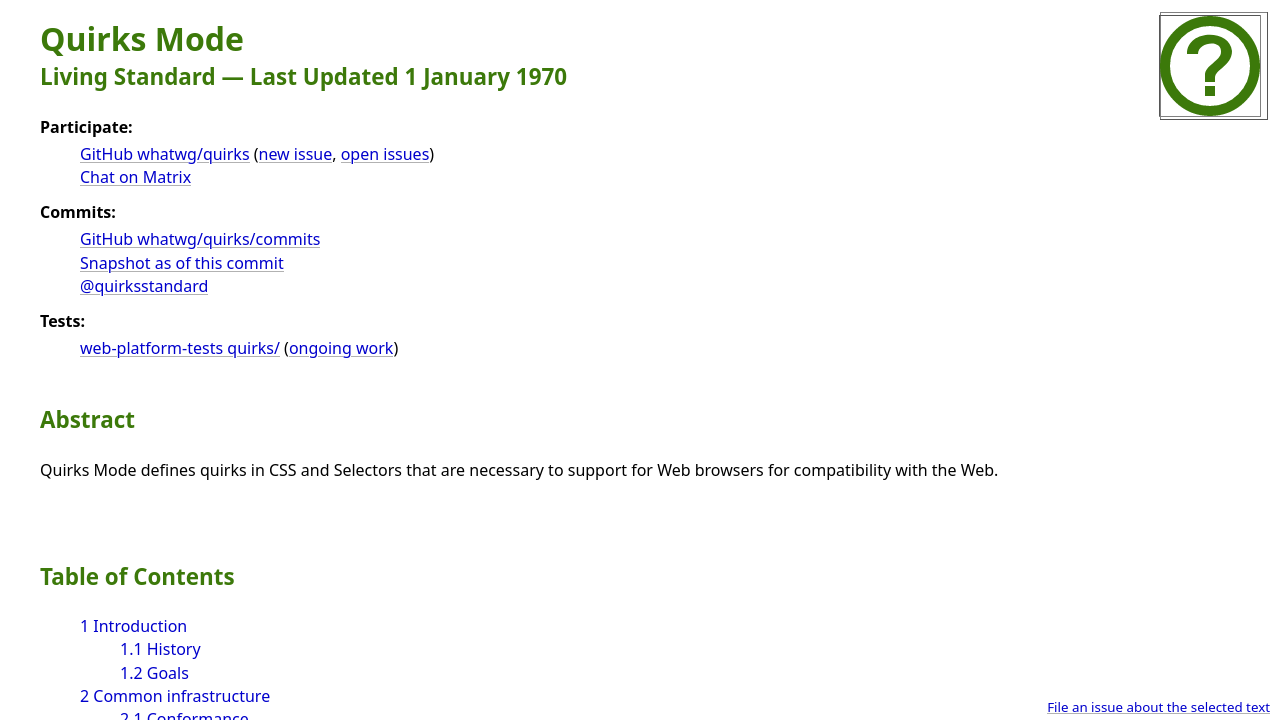 Quirks Mode
Living Standard — Last Updated 1 January 1970
Participate:
GitHub whatwg/quirks (new issue, open issues)
Chat on Matrix
Commits:
GitHub whatwg/quirks/commits
Snapshot as of this commit
@quirksstandard
Tests:
web-platform-tests quirks/ (ongoing work)
Abstract
Quirks Mode defines quirks in CSS and Selectors that are necessary to support for Web browsers for compatibility with the Web.
Table of Contents
1 Introduction
1.1 History
1.2 Goals
2 Common infrastructure
2.1 Conformance
File an issue about the selected text